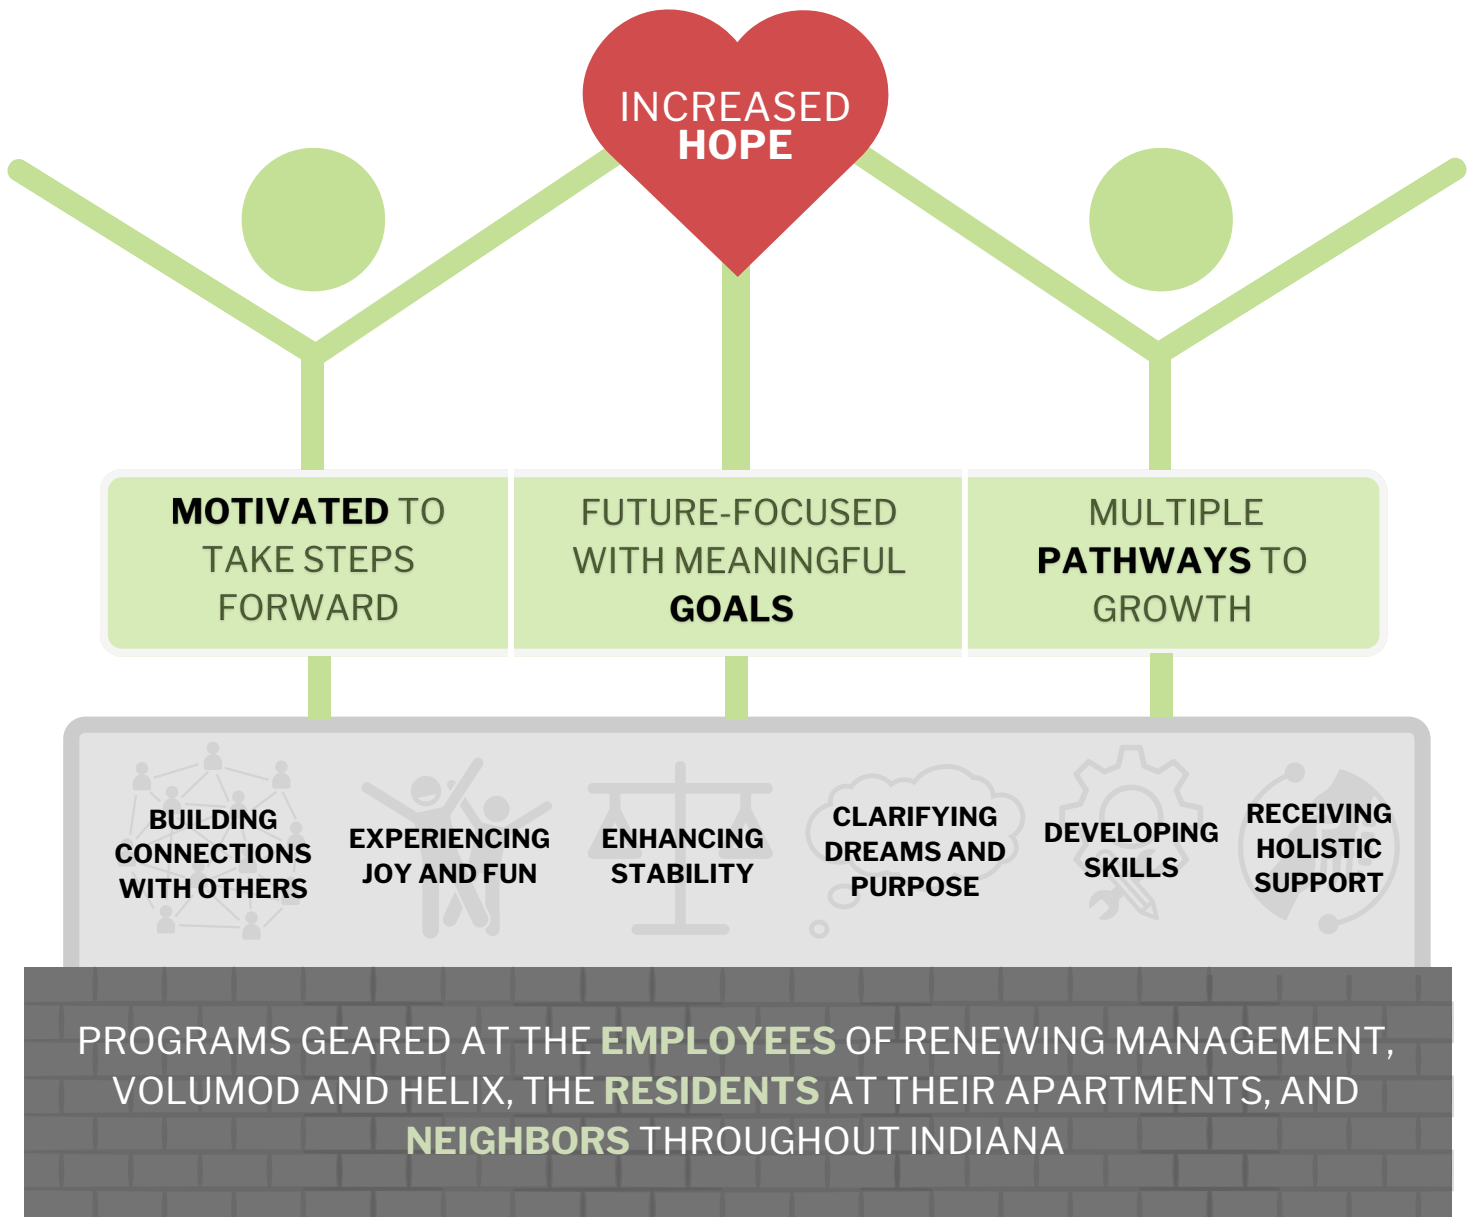 INCREASED
HOPE
MOTIVATED TO
TAKE STEPS
FORWARD
FUTURE-FOCUSED
WITH MEANINGFUL
GOALS
MULTIPLE
PATHWAYS TO
GROWTH
BUILDING
CONNECTIONS
WITH OTHERS
EXPERIENCING
JOY AND FUN
ENHANCING
STABILITY
CLARIFYING
DREAMS AND
PURPOSE
DEVELOPING
SKILLS
RECEIVING
HOLISTIC
SUPPORT
PROGRAMS GEARED AT THE EMPLOYEES OF RENEWING MANAGEMENT,
VOLUMOD AND HELIX, THE RESIDENTS AT THEIR APARTMENTS, AND
NEIGHBORS THROUGHOUT INDIANA